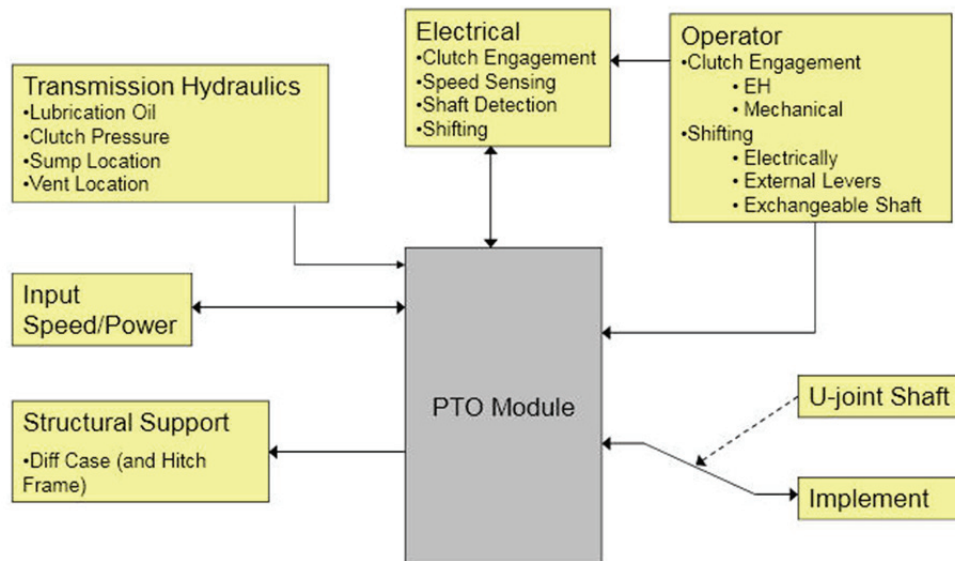 Electrical
•Clutch Engagement
•Speed Sensing
•Shaft Detection
•Shifting
Operator
•Clutch Engagement
• EH
• Mechanical
•Shifting
• Electrically
• External Levers
• Exchangeable Shaft
Transmission Hydraulics
•Lubrication Oil
•Clutch Pressure
•Sump Location
•Vent Location
Input
Speed/Power
Structural Support
•Diff Case (and Hitch
Frame)
PTO Module
U-joint Shaft
Implement